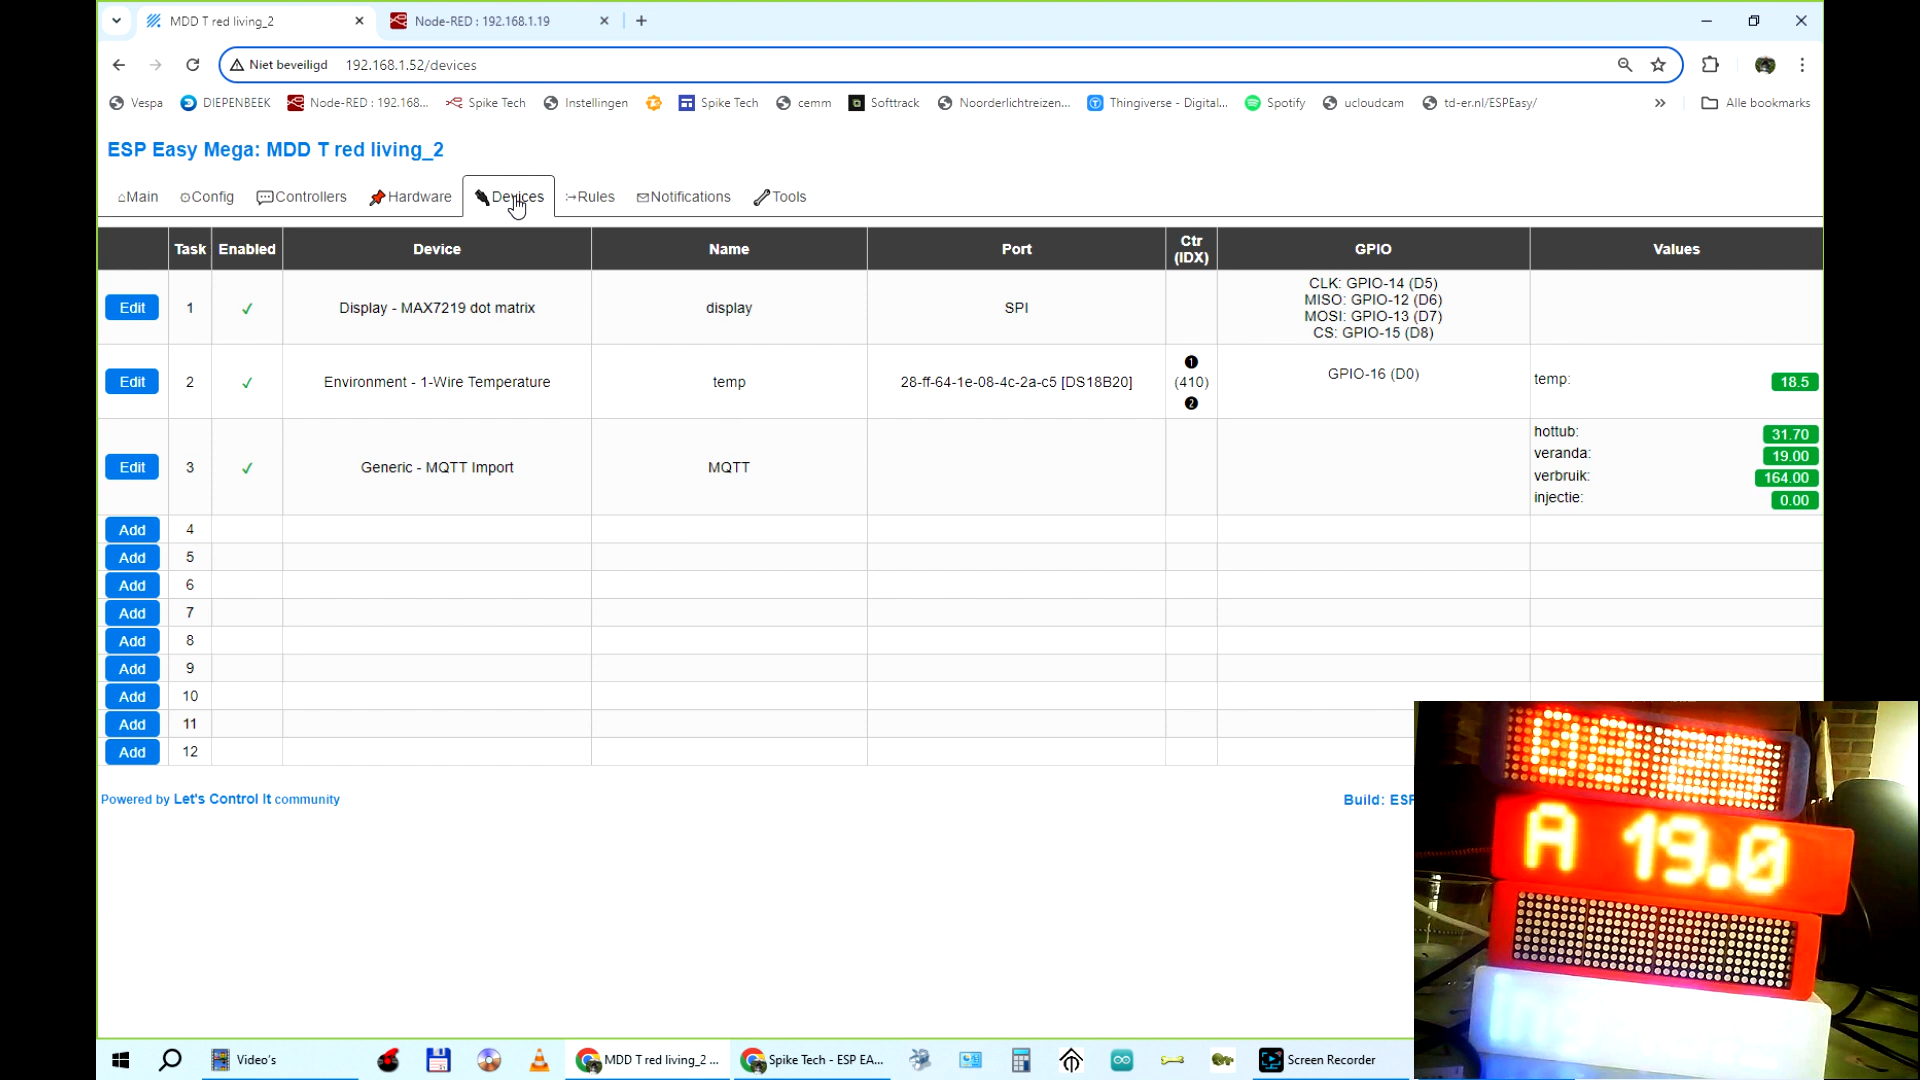 MDD T red living_2
Node-RED : 192.168.1.19
Niet beveiligd 192.168.1.52/devices
Vespa DIEPENBEEK Node-RED : 192.168... Spike Tech Instellingen Spike Tech cemm Softtrack Noorderlichtreizen... Thingiverse - Digital... Spotify ucloudcam td-er.nl/ESPEasy/ » Alle bookmarks
ESP Easy Mega: MDD T red living_2
Main Config Controllers Hardware Devices Rules Notifications Tools
Task Enabled Device Name Port Ctr (IDX) GPIO Values
Edit 1 ✓ Display - MAX7219 dot matrix display SPI
CLK: GPIO-14 (D5)
MISO: GPIO-12 (D6)
MOSI: GPIO-13 (D7)
CS: GPIO-15 (D8)
Edit 2 ✓ Environment - 1-Wire Temperature temp 28-ff-64-1e-08-4c-2a-c5 [DS18B20] ❶ (410) ❷ GPIO-16 (D0) temp: 18.5
Edit 3 ✓ Generic - MQTT Import MQTT
hottub: 31.70
veranda: 19.00
verbruik: 164.00
injectie: 0.00
Add 4
Add 5
Add 6
Add 7
Add 8
Add 9
Add 10
Add 11
Add 12
Powered by Let's Control It community
Build: ESP
A 19.0
Video's MDD T red living_2 ... Spike Tech - ESP EA... Screen Recorder